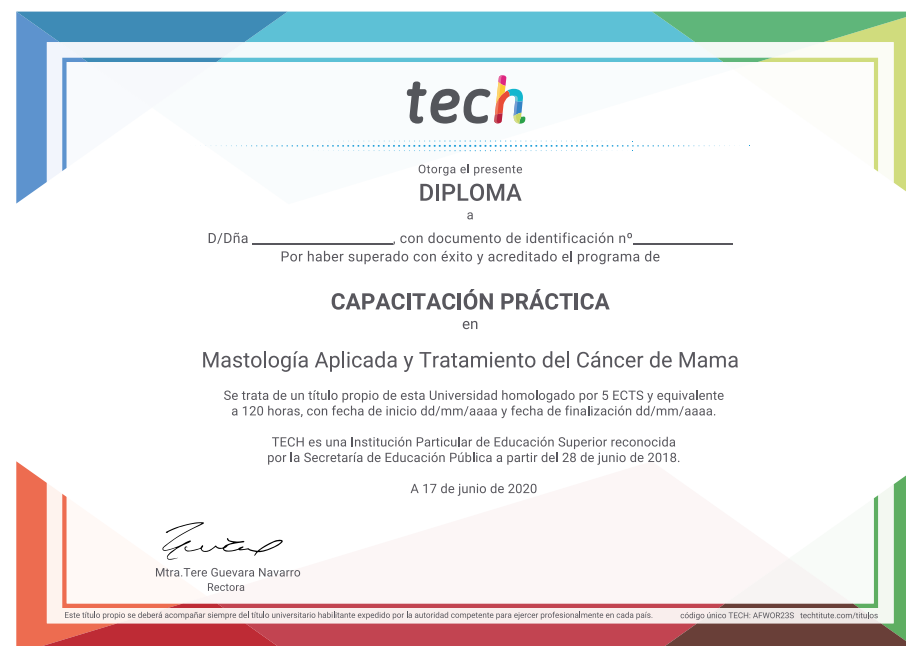 tech
Otorga el presente
DIPLOMA
a
D/Dña ____________, con documento de identificación nº____________
Por haber superado con éxito y acreditado el programa de
CAPACITACIÓN PRÁCTICA
en
Mastología Aplicada y Tratamiento del Cáncer de Mama
Se trata de un título propio de esta Universidad homologado por 5 ECTS y equivalente
a 120 horas, con fecha de inicio dd/mm/aaaa y fecha de finalización dd/mm/aaaa.
TECH es una Institución Particular de Educación Superior reconocida
por la Secretaría de Educación Pública a partir del 28 de junio de 2018.
A 17 de junio de 2020
Mtra.Tere Guevara Navarro
Rectora
Este título propio se deberá acompañar siempre del título universitario habilitante expedido por la autoridad competente para ejercer profesionalmente en cada país. código único TECH: AFWOR23S techtitute.com/titulos